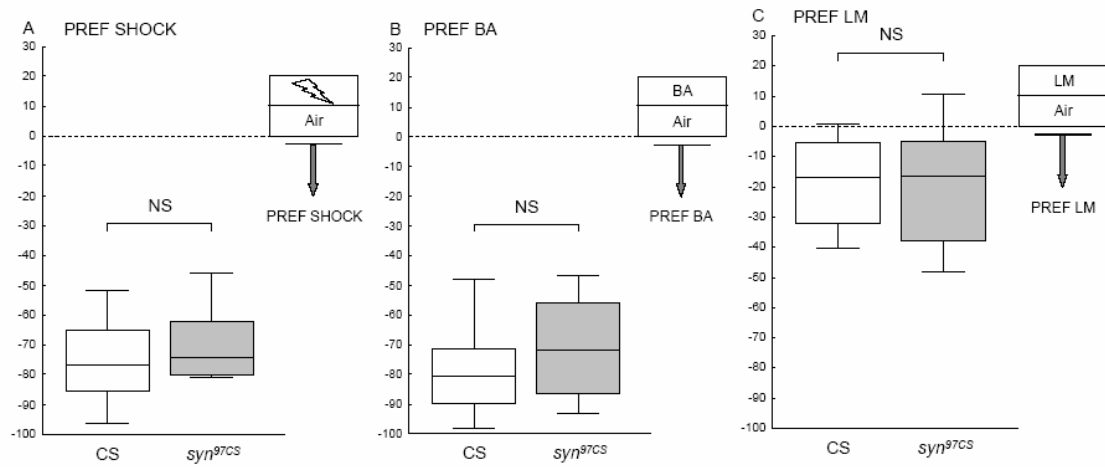 A PREF SHOCK
30
20
10
0
-10
-20
-30
-40
-50
-60
-70
-80
-90
-100
Air
PREF SHOCK
NS
CS syn97CS
B PREF BA
30
20
10
0
-10
-20
-30
-40
-50
-60
-70
-80
-90
-100
BA
Air
PREF BA
NS
CS syn97CS
C PREF LM
30
20
10
0
-10
-20
-30
-40
-50
-60
-70
-80
-90
-100
NS
LM
Air
PREF LM
CS syn97CS